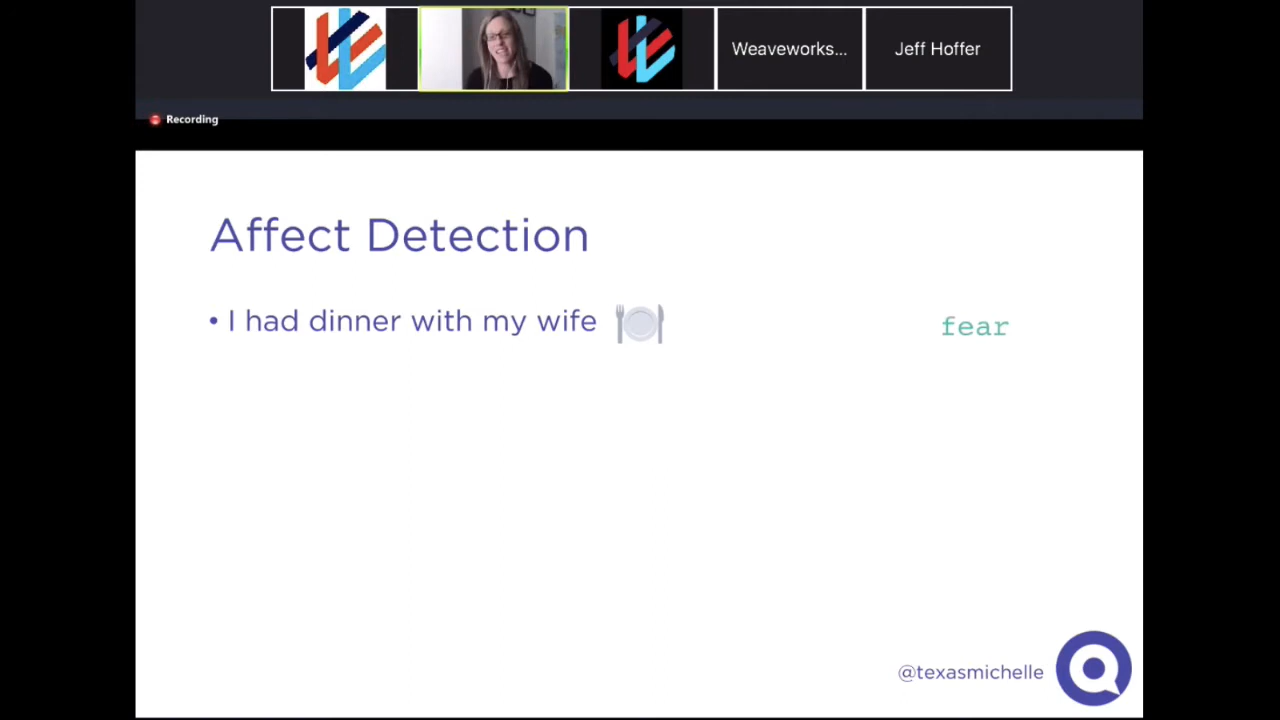 Weaveworks...
Jeff Hoffer
Recording
Affect Detection
• I had dinner with my wife 🍽
fear
@texasmichelle